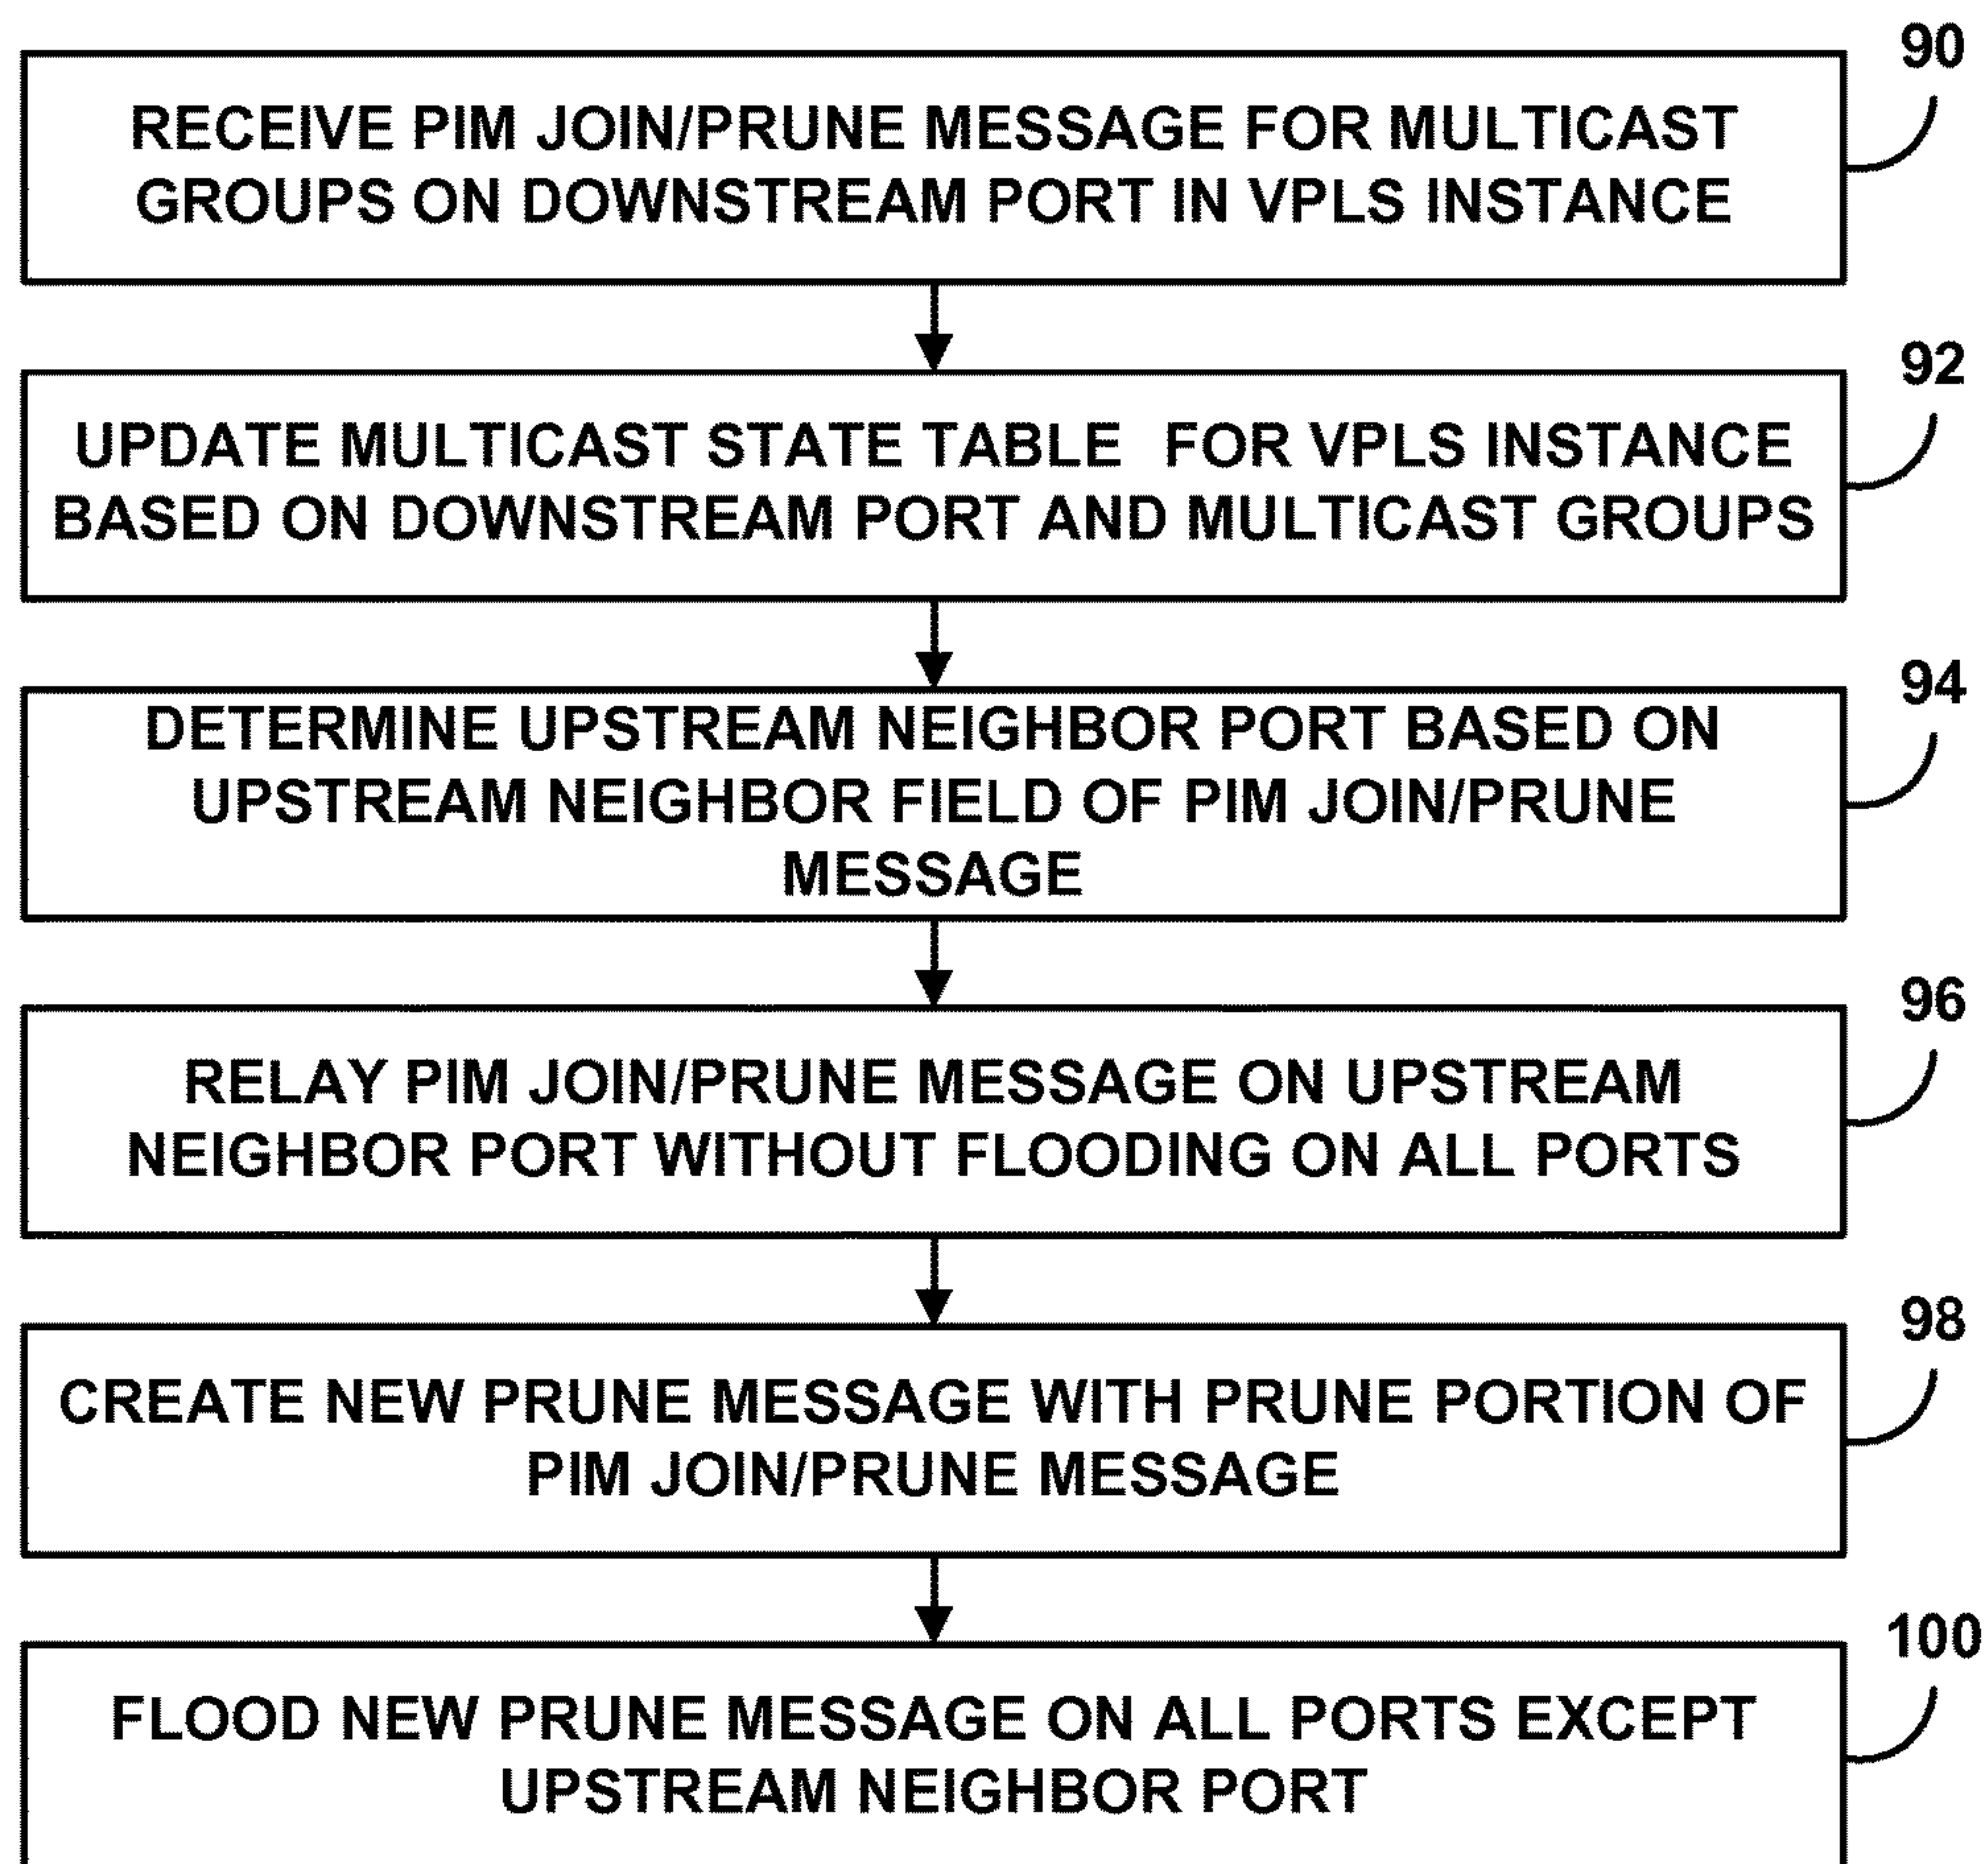 90
RECEIVE PIM JOIN/PRUNE MESSAGE FOR MULTICAST
GROUPS ON DOWNSTREAM PORT IN VPLS INSTANCE
92
UPDATE MULTICAST STATE TABLE FOR VPLS INSTANCE
BASED ON DOWNSTREAM PORT AND MULTICAST GROUPS
94
DETERMINE UPSTREAM NEIGHBOR PORT BASED ON
UPSTREAM NEIGHBOR FIELD OF PIM JOIN/PRUNE
MESSAGE
96
RELAY PIM JOIN/PRUNE MESSAGE ON UPSTREAM
NEIGHBOR PORT WITHOUT FLOODING ON ALL PORTS
98
CREATE NEW PRUNE MESSAGE WITH PRUNE PORTION OF
PIM JOIN/PRUNE MESSAGE
100
FLOOD NEW PRUNE MESSAGE ON ALL PORTS EXCEPT
UPSTREAM NEIGHBOR PORT